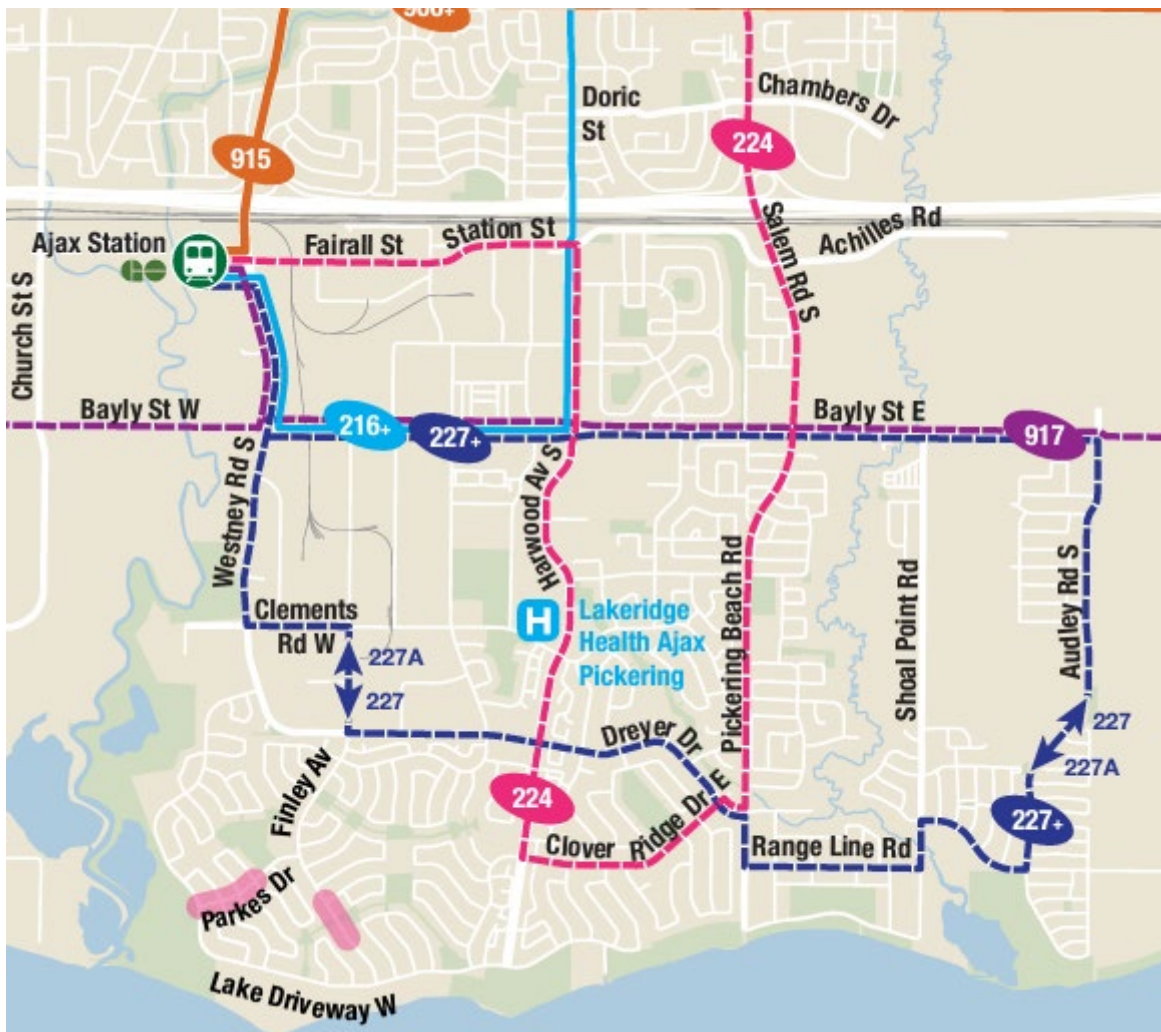 900+
Doric
St
Chambers Dr
224
915
Ajax Station
Fairall St
Station St
Salem Rd S
Achilles Rd
Church St S
Bayly St W
216+
227+
Bayly St E
917
Westney Rd S
Harwood Av S
Pickering Beach Rd
Shoal Point Rd
Audley Rd S
Clements
Rd W
227A
227
H
Lakeridge
Health Ajax
Pickering
Dreyer Dr
227
227A
Finley Av
224
Clover Ridge Dr E
Range Line Rd
227+
Parkes Dr
Lake Driveway W